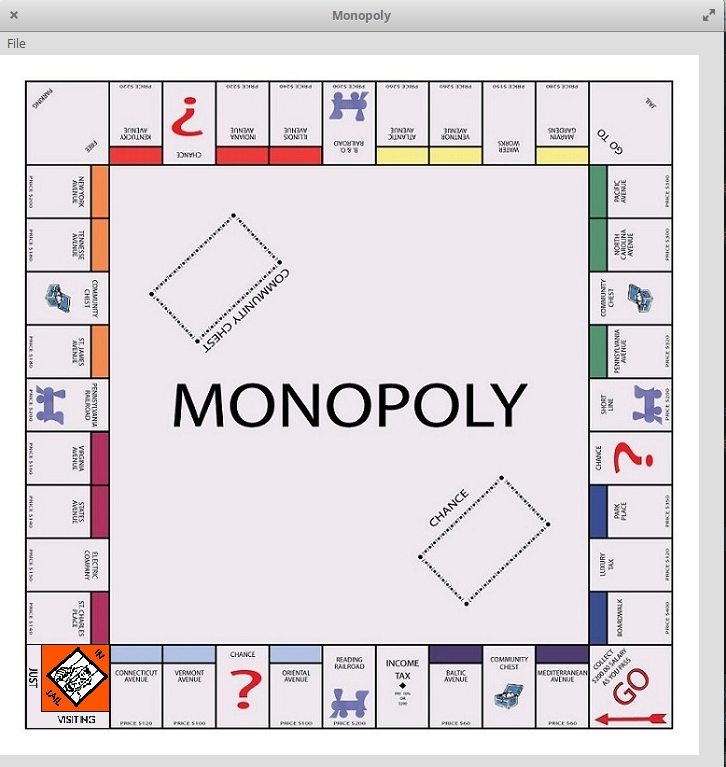 Monopoly
File
FREE
PARKING
KENTUCKY
AVENUE
PRICE $220
CHANCE
INDIANA
AVENUE
PRICE $220
ILLINOIS
AVENUE
PRICE $240
B. & O.
RAILROAD
PRICE $200
ATLANTIC
AVENUE
PRICE $260
VENTNOR
AVENUE
PRICE $260
WATER
WORKS
PRICE $150
MARVIN
GARDENS
PRICE $280
GO TO
JAIL
NEW YORK
AVENUE
PRICE $200
TENNESSE
AVENUE
PRICE $180
COMMUNITY
CHEST
ST. JAMES
AVENUE
PRICE $180
PENNSYLVANIA
RAILROAD
PRICE $200
VIRGINIA
AVENUE
PRICE $160
STATES
AVENUE
PRICE $140
ELECTRIC
COMPANY
PRICE $150
ST. CHARLES
PLACE
PRICE $140
COMMUNITY CHEST
MONOPOLY
CHANCE
PACIFIC
AVENUE
PRICE $300
NORTH
CAROLINA
AVENUE
PRICE $300
COMMUNITY
CHEST
PENNSYLVANIA
AVENUE
PRICE $320
SHORT
LINE
PRICE $200
CHANCE
PARK
PLACE
PRICE $350
LUXURY
TAX
PRICE $120
BOARDWALK
PRICE $400
JUST
VISITING
IN
JAIL
CONNECTICUT
AVENUE
PRICE $120
VERMONT
AVENUE
PRICE $100
CHANCE
?
ORIENTAL
AVENUE
PRICE $100
READING
RAILROAD
PRICE $200
INCOME
TAX
PAY 10%
OR
$200
BALTIC
AVENUE
PRICE $60
COMMUNITY
CHEST
MEDITERRANEAN
AVENUE
PRICE $60
COLLECT
$200.00 SALARY
AS YOU PASS
GO